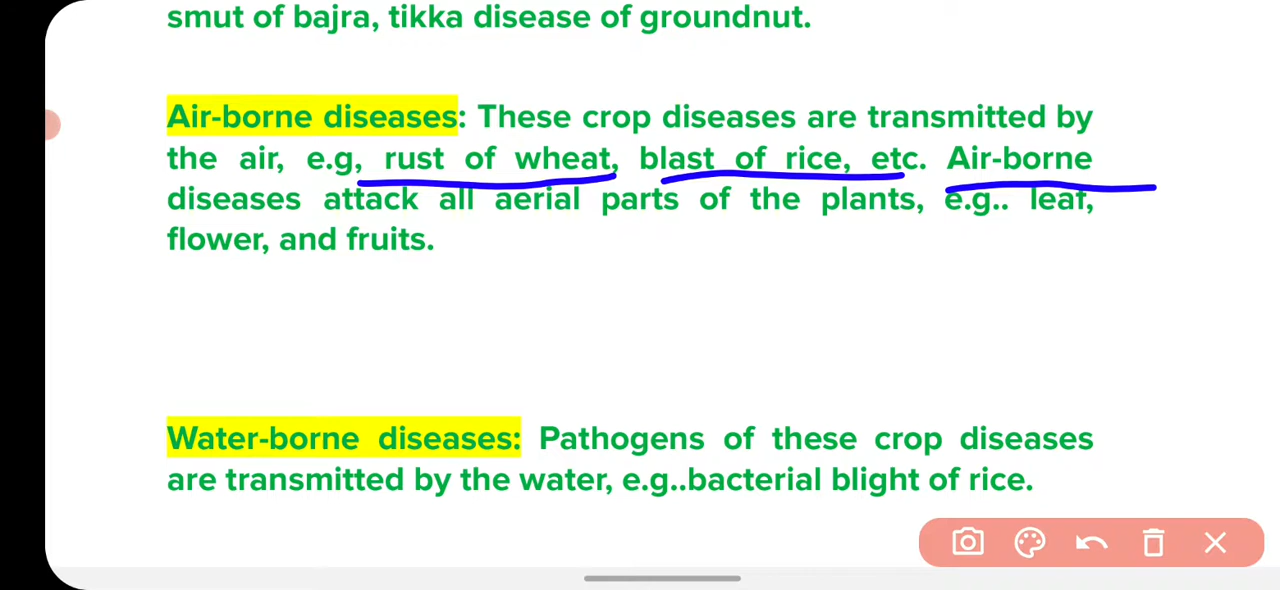 smut of bajra, tikka disease of groundnut.
Air-borne diseases: These crop diseases are transmitted by
the air, e.g, rust of wheat, blast of rice, etc. Air-borne
diseases attack all aerial parts of the plants, e.g.. leaf,
flower, and fruits.
Water-borne diseases: Pathogens of these crop diseases
are transmitted by the water, e.g..bacterial blight of rice.